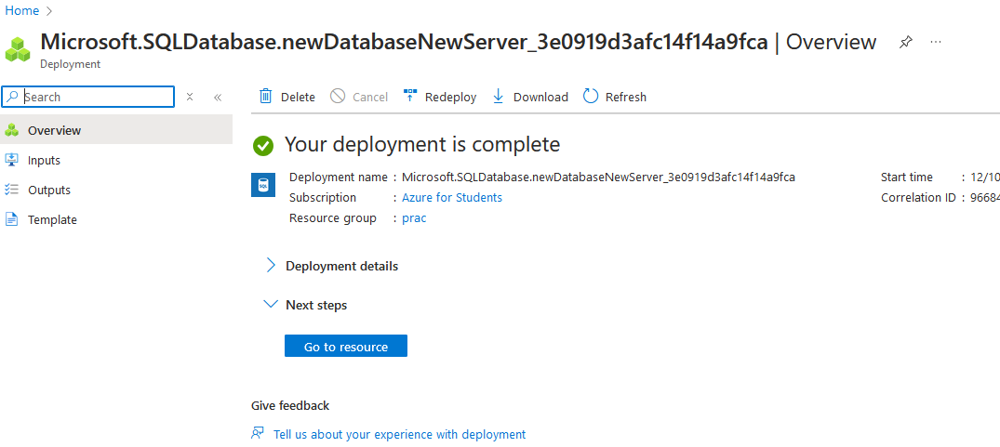 Home
Microsoft.SQLDatabase.newDatabaseNewServer_3e0919d3afc14f14a9fca | Overview
Deployment
Search
Delete Cancel Redeploy Download Refresh
Overview
Inputs
Outputs
Template
Your deployment is complete
SQL
Deployment name : Microsoft.SQLDatabase.newDatabaseNewServer_3e0919d3afc14f14a9fca
Subscription : Azure for Students
Resource group : prac
Start time : 12/10
Correlation ID : 96684
Deployment details
Next steps
Go to resource
Give feedback
Tell us about your experience with deployment